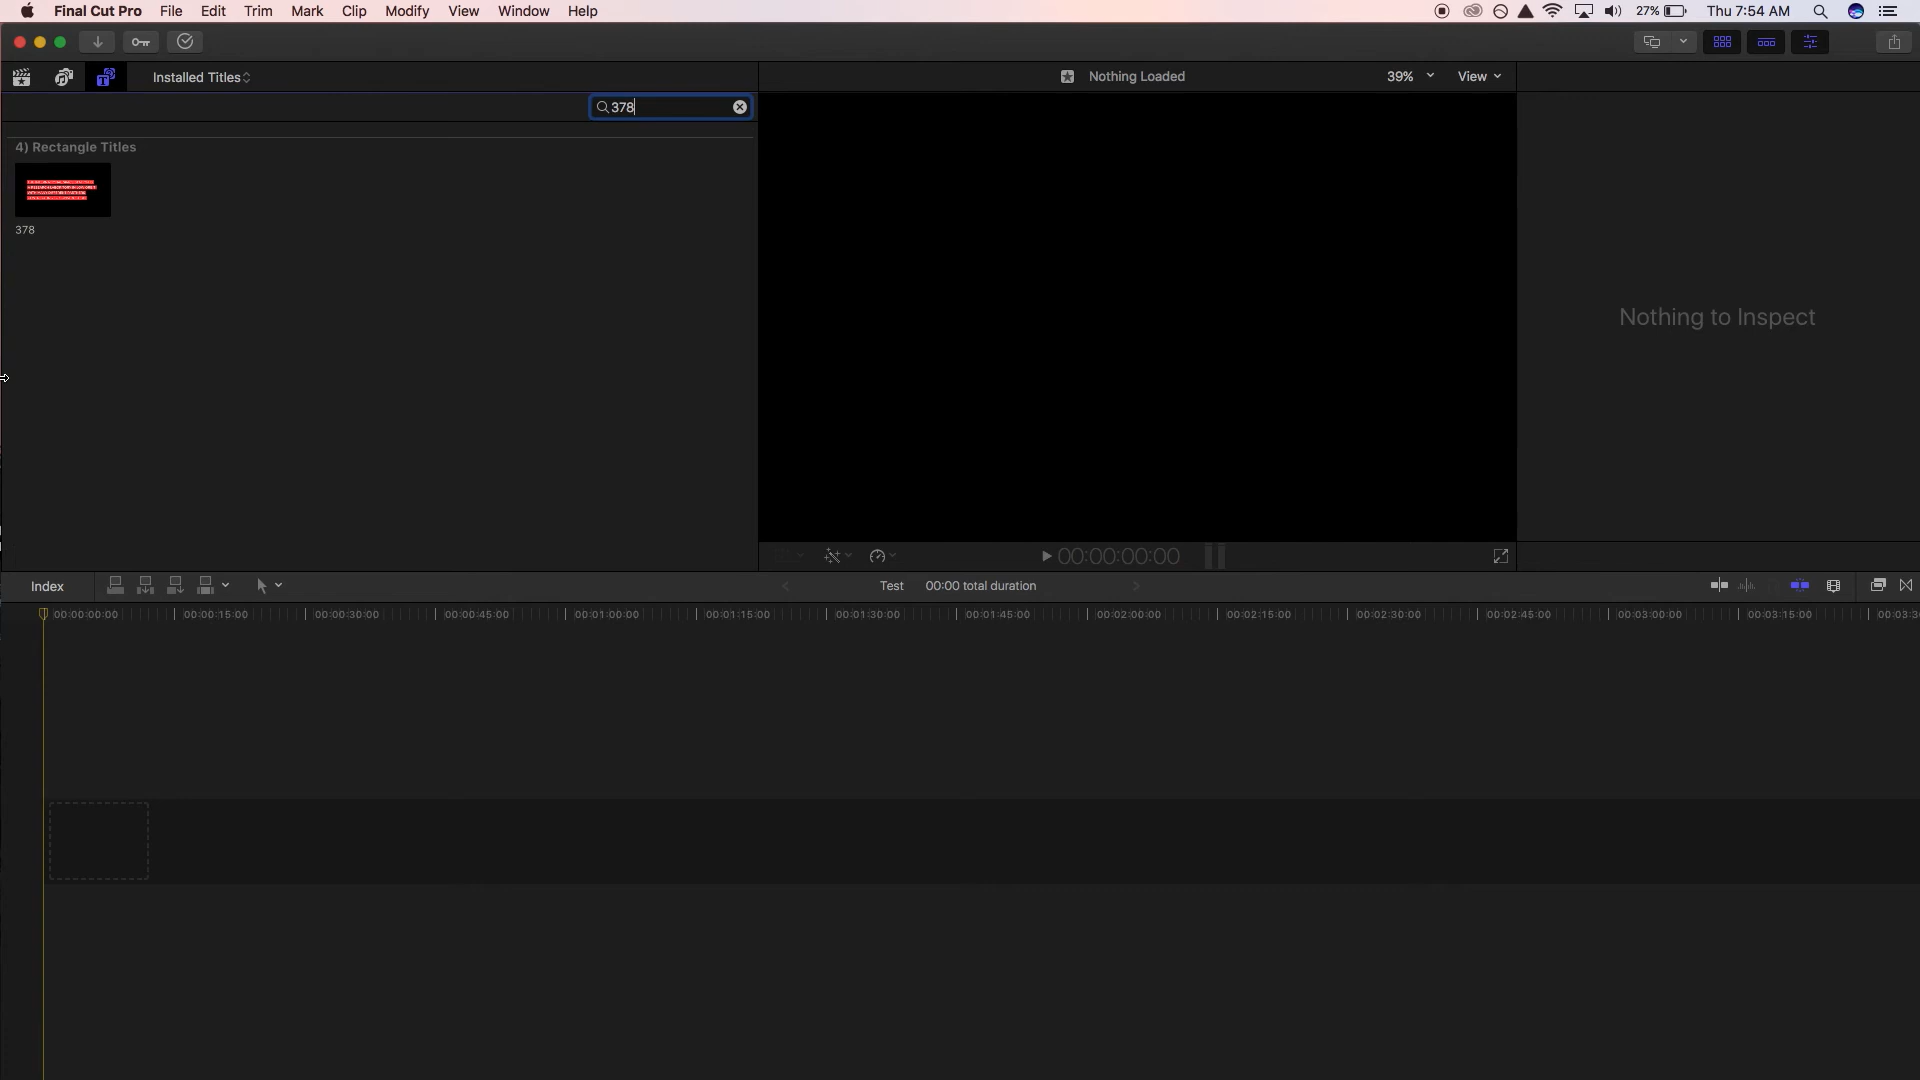 Final Cut Pro File Edit Trim Mark Clip Modify View Window Help 27% Thu 7:54 AM
Installed Titles Nothing Loaded 39% View
378
4) Rectangle Titles
378
Nothing to Inspect
00:00:00:00
Index Test 00:00 total duration
00:00:00:00 00:00:15:00 00:00:30:00 00:00:45:00 00:01:00:00 00:01:15:00 00:01:30:00 00:01:45:00 00:02:00:00 00:02:15:00 00:02:30:00 00:02:45:00 00:03:00:00 00:03:15:00 00:03:3